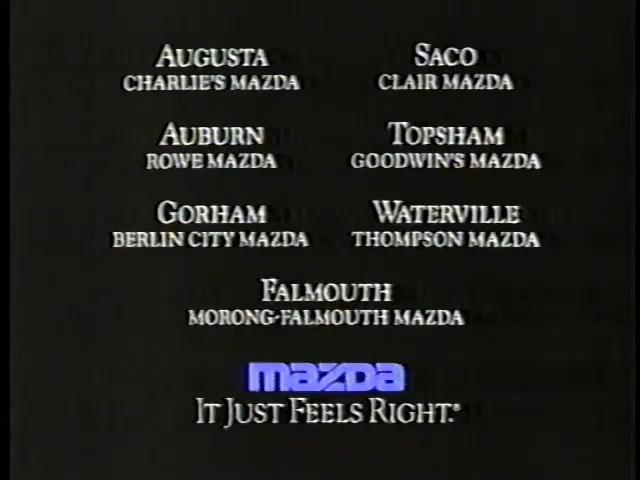 AUGUSTA
CHARLIE'S MAZDA
SACO
CLAIR MAZDA
AUBURN
ROWE MAZDA
TOPSHAM
GOODWIN'S MAZDA
GORHAM
BERLIN CITY MAZDA
WATERVILLE
THOMPSON MAZDA
FALMOUTH
MORONG-FALMOUTH MAZDA
mazda
IT JUST FEELS RIGHT.®